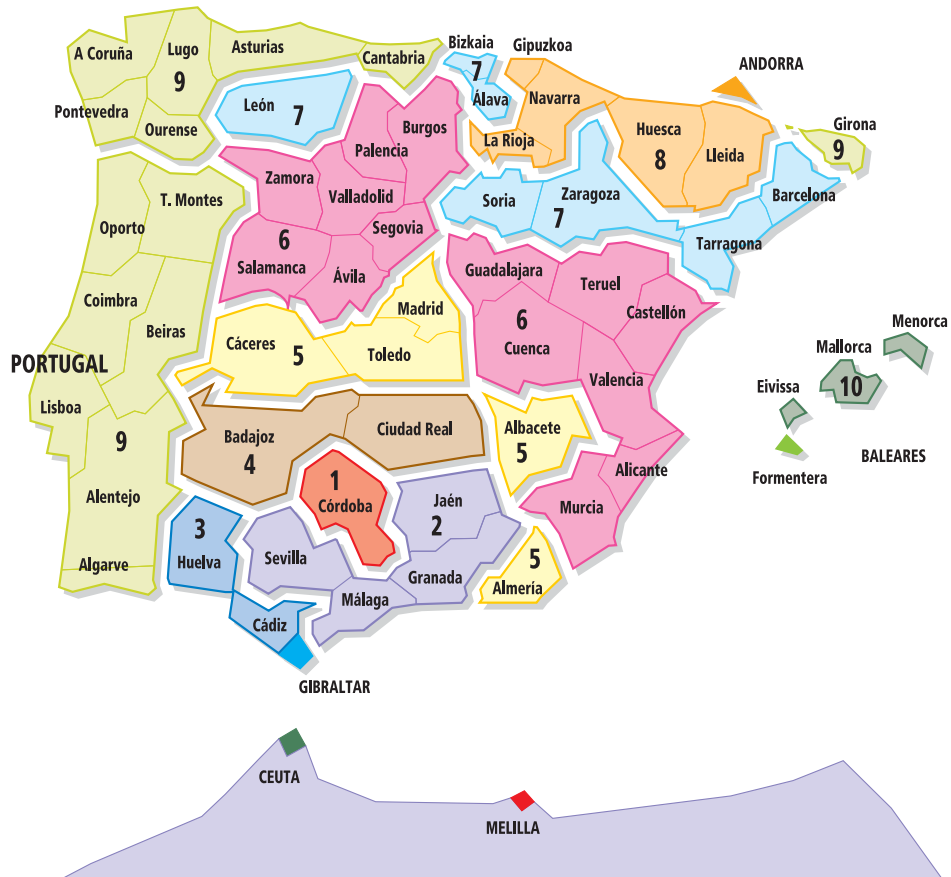 A Coruña
Lugo
9
Asturias
Cantabria
Pontevedra
Ourense
León
7
Bizkaia
7
Álava
Gipuzkoa
Navarra
La Rioja
ANDORRA
Huesca
8
Lleida
Girona
9
Burgos
Palencia
Zamora
Valladolid
Segovia
6
Salamanca
Ávila
Soria
Zaragoza
7
Barcelona
Tarragona
T. Montes
Oporto
Coimbra
Beiras
PORTUGAL
Lisboa
9
Alentejo
Algarve
Madrid
Cáceres
5
Toledo
Guadalajara
Teruel
Castellón
6
Cuenca
Valencia
Alicante
Murcia
Menorca
Mallorca
10
Eivissa
Formentera
BALEARES
Badajoz
4
Ciudad Real
Albacete
5
1
Córdoba
Jaén
2
3
Huelva
Sevilla
Granada
Málaga
5
Almería
Cádiz
GIBRALTAR
CEUTA
MELILLA